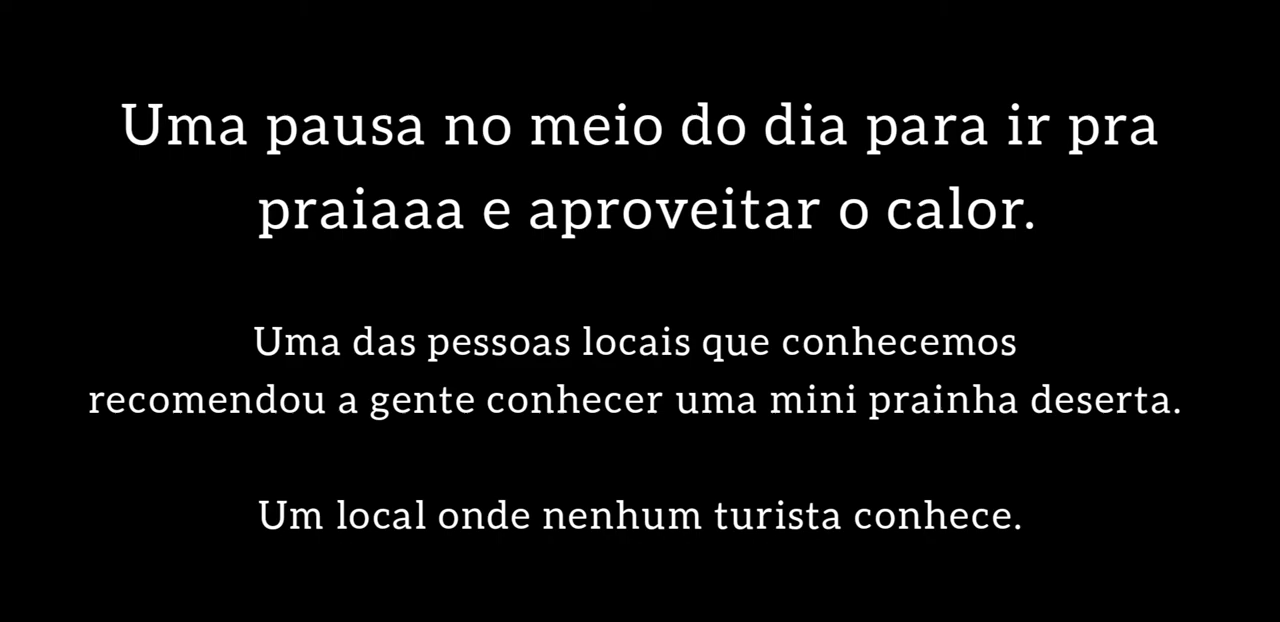 Uma pausa no meio do dia para ir pra
praiaaa e aproveitar o calor.
Uma das pessoas locais que conhecemos
recomendou a gente conhecer uma mini prainha deserta.
Um local onde nenhum turista conhece.